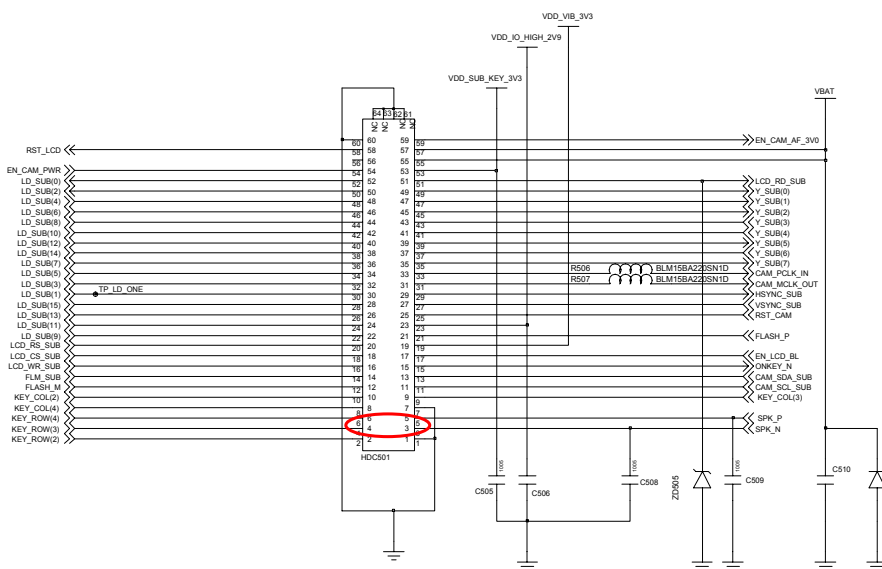 VDD_VIB_3V3
VDD_IO_HIGH_2V9
VDD_SUB_KEY_3V3
VBAT
64 63 62 61
NC NC NC NC
RST_LCD 60 60 59 59 EN_CAM_AF_3V0
58 58 57 57
56 56 55 55
EN_CAM_PWR 54 54 53 53
LD_SUB(0) 52 52 51 51 LCD_RD_SUB
LD_SUB(2) 50 50 49 49 Y_SUB(0)
LD_SUB(4) 48 48 47 47 Y_SUB(1)
LD_SUB(6) 46 46 45 45 Y_SUB(2)
LD_SUB(8) 44 44 43 43 Y_SUB(3)
LD_SUB(10) 42 42 41 41 Y_SUB(4)
LD_SUB(12) 40 40 39 39 Y_SUB(5)
LD_SUB(14) 38 38 37 37 Y_SUB(6)
LD_SUB(7) 36 36 35 35 Y_SUB(7)
LD_SUB(5) 34 34 33 33 R506 BLM15BA220SN1D CAM_PCLK_IN
LD_SUB(3) 32 32 31 31 R507 BLM15BA220SN1D CAM_MCLK_OUT
LD_SUB(1) TP_LD_ONE 30 30 29 29 HSYNC_SUB
LD_SUB(15) 28 28 27 27 VSYNC_SUB
LD_SUB(13) 26 26 25 25 RST_CAM
LD_SUB(11) 24 24 23 23
LD_SUB(9) 22 22 21 21 FLASH_P
LCD_RS_SUB 20 20 19 19
LCD_CS_SUB 18 18 17 17 EN_LCD_BL
LCD_WR_SUB 16 16 15 15 ONKEY_N
FLM_SUB 14 14 13 13 CAM_SDA_SUB
FLASH_M 12 12 11 11 CAM_SCL_SUB
KEY_COL(2) 10 10 9 9 KEY_COL(3)
KEY_COL(4) 8 8 7 7
KEY_ROW(4) 6 6 5 5 SPK_P
KEY_ROW(3) 4 3 SPK_N
KEY_ROW(2) 2 2 1 1
HDC501
1005 1005 1005
C505 C506 C508 ZD505 C509 C510